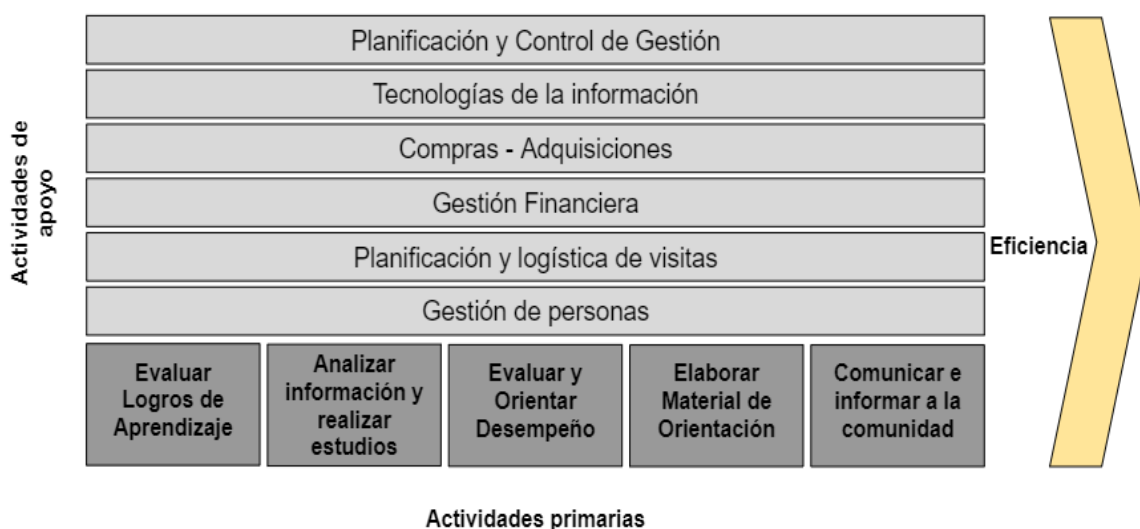 Planificación y Control de Gestión
Tecnologías de la información
Compras - Adquisiciones
Gestión Financiera
Planificación y logística de visitas
Gestión de personas
Actividades de
apoyo
Eficiencia
Evaluar
Logros de
Aprendizaje
Analizar
información y
realizar
estudios
Evaluar y
Orientar
Desempeño
Elaborar
Material de
Orientación
Comunicar e
informar a la
comunidad
Actividades primarias